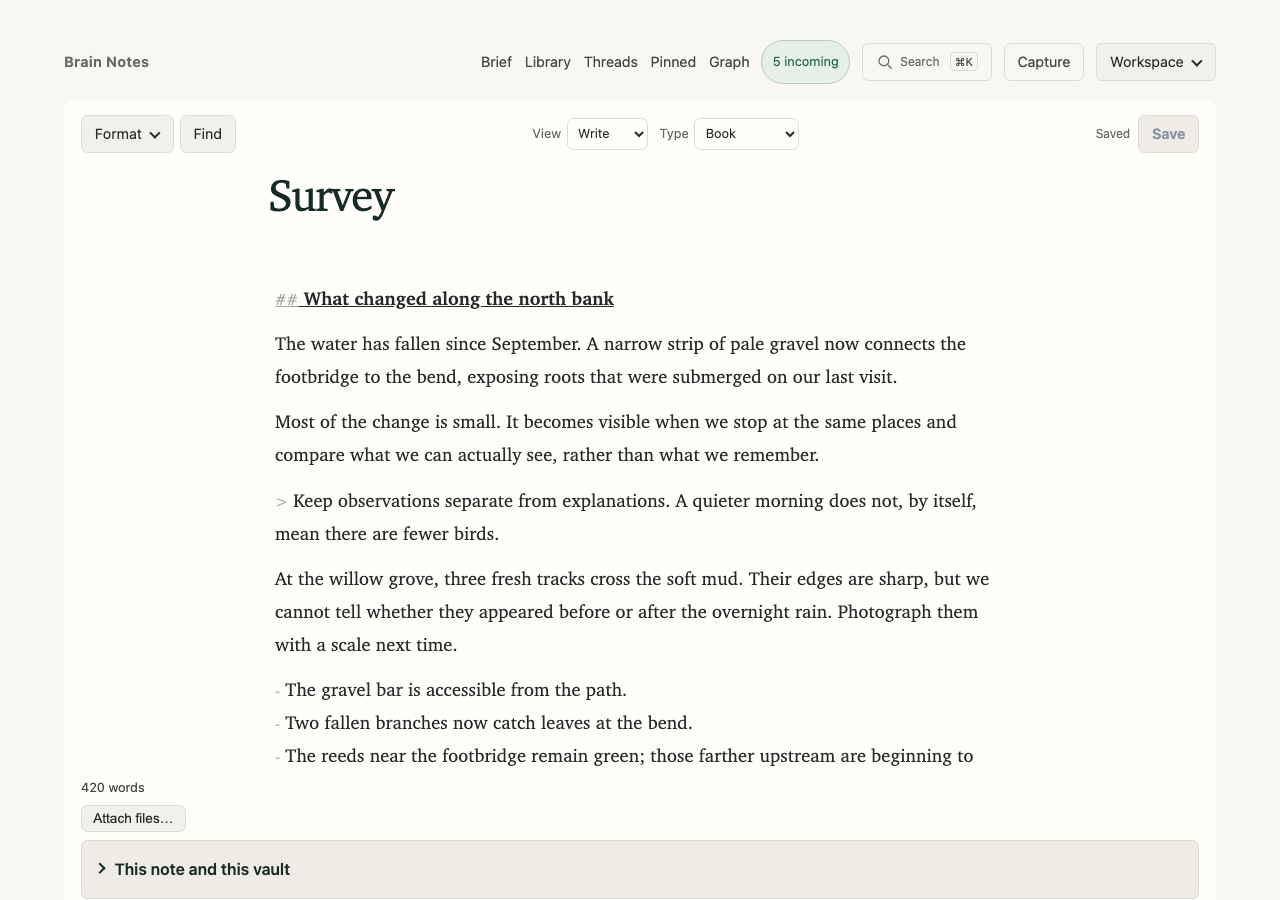 Brain Notes
Brief Library Threads Pinned Graph 5 incoming Search ⌘K Capture Workspace
Format Find View Write Type Book Saved Save
Survey
## What changed along the north bank
The water has fallen since September. A narrow strip of pale gravel now connects the
footbridge to the bend, exposing roots that were submerged on our last visit.
Most of the change is small. It becomes visible when we stop at the same places and
compare what we can actually see, rather than what we remember.
> Keep observations separate from explanations. A quieter morning does not, by itself,
mean there are fewer birds.
At the willow grove, three fresh tracks cross the soft mud. Their edges are sharp, but we
cannot tell whether they appeared before or after the overnight rain. Photograph them
with a scale next time.
- The gravel bar is accessible from the path.
- Two fallen branches now catch leaves at the bend.
- The reeds near the footbridge remain green; those farther upstream are beginning to
420 words
Attach files…
This note and this vault